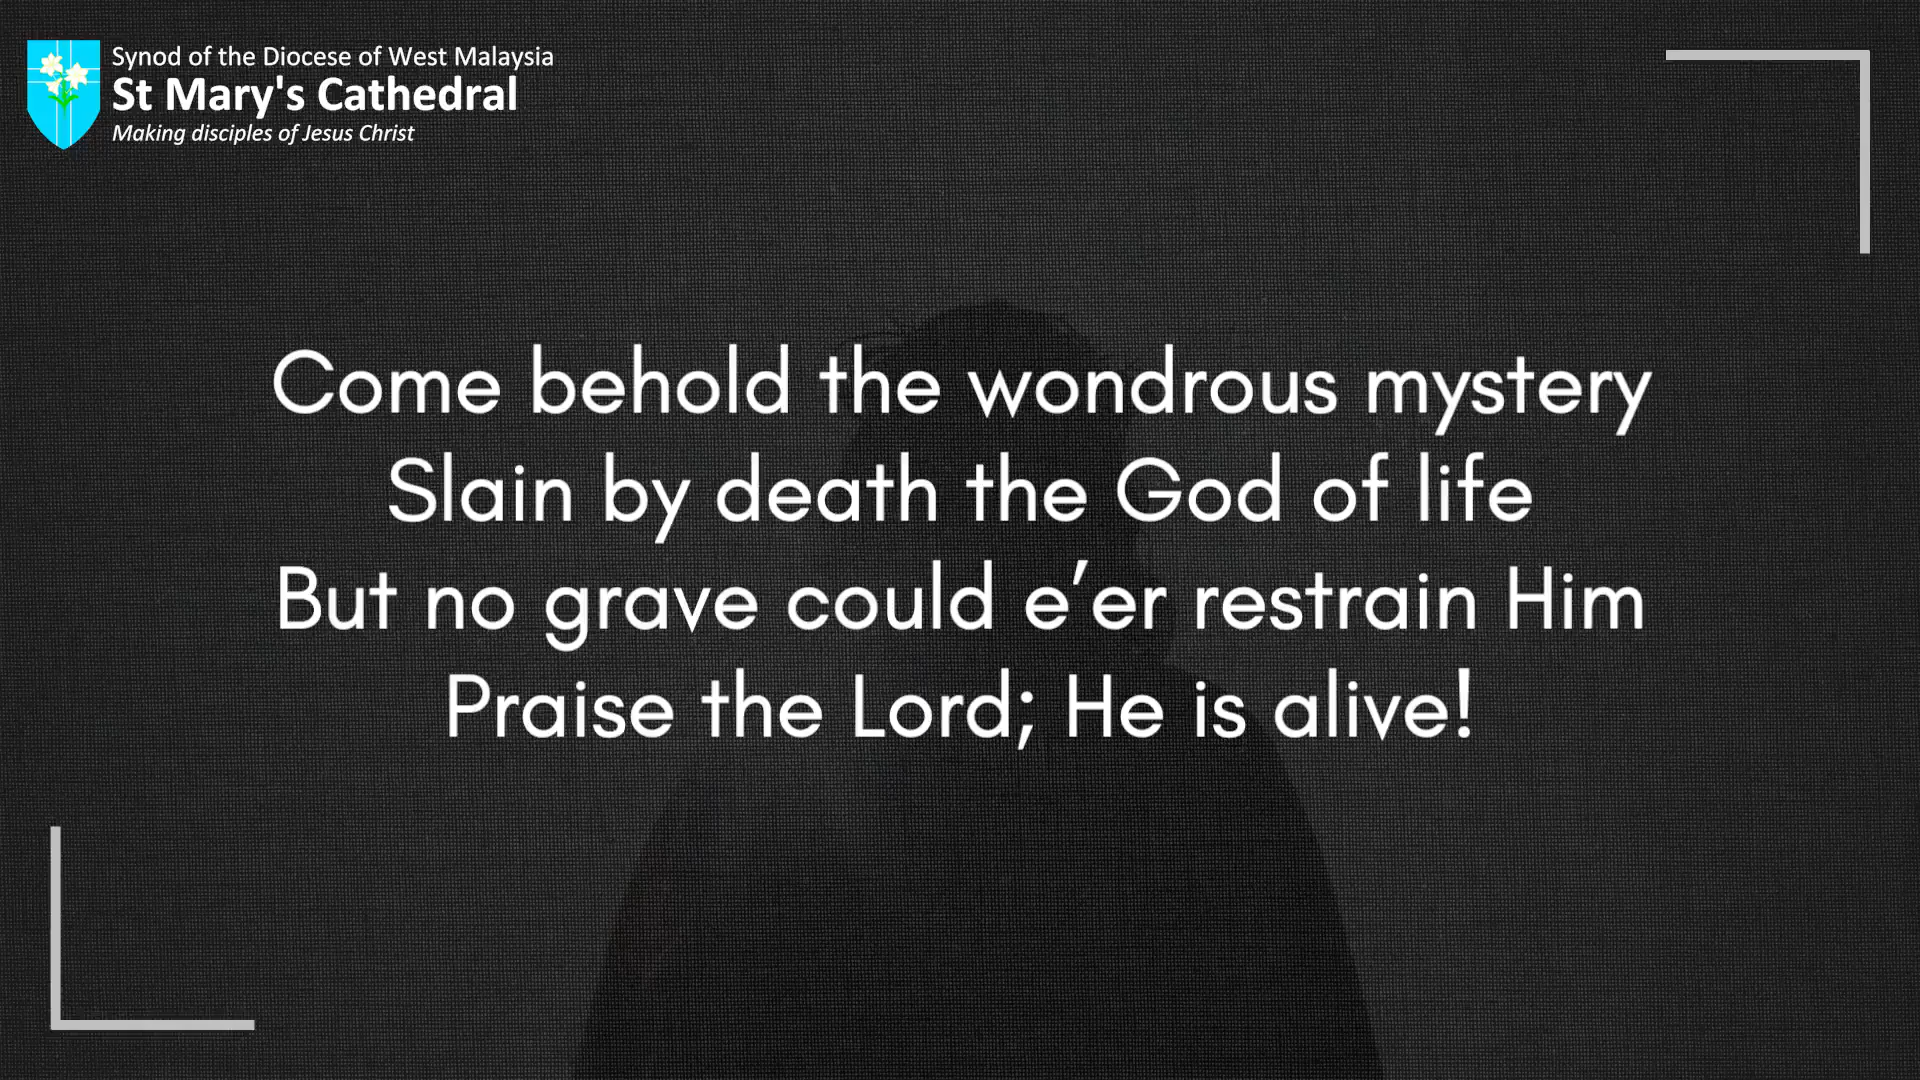 Synod of the Diocese of West Malaysia
St Mary's Cathedral
Making disciples of Jesus Christ
Come behold the wondrous mystery
Slain by death the God of life
But no grave could e’er restrain Him
Praise the Lord; He is alive!